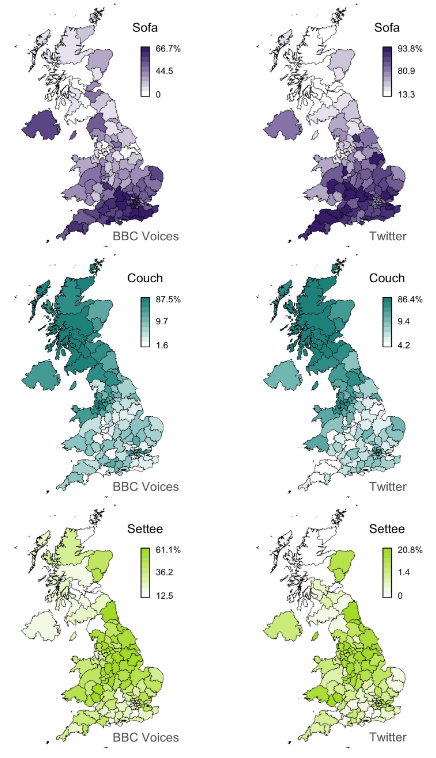 Sofa
66.7%
44.5
0
BBC Voices
Sofa
93.8%
80.9
13.3
Twitter
Couch
87.5%
9.7
1.6
BBC Voices
Couch
86.4%
9.4
4.2
Twitter
Settee
61.1%
36.2
12.5
BBC Voices
Settee
20.8%
1.4
0
Twitter